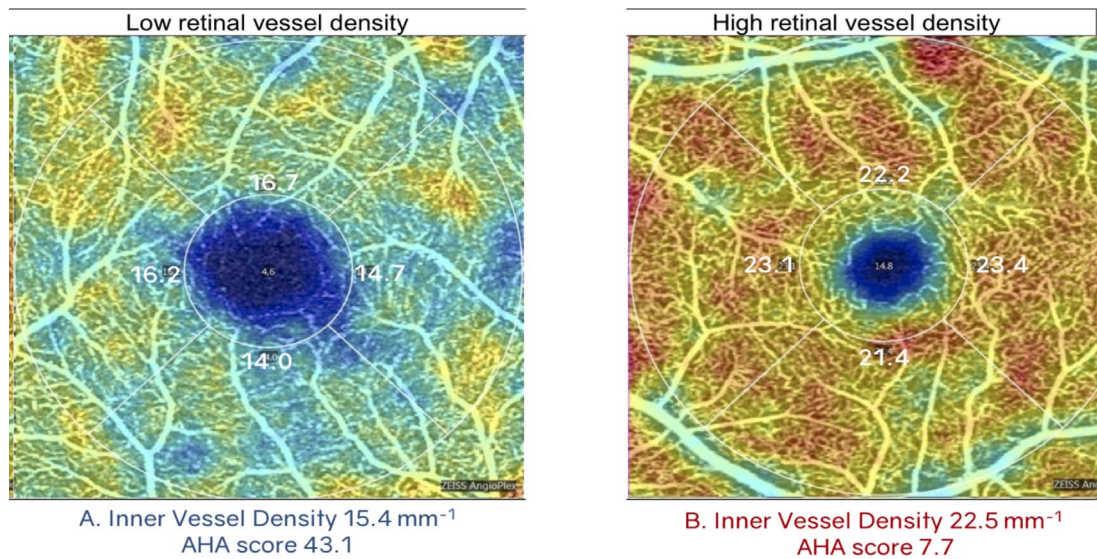 Low retinal vessel density
High retinal vessel density
16.7
16.2
4.6
14.7
14.0
ZEISS AngioPlex
22.2
23.1
14.8
23.4
21.4
ZEISS Ang
A. Inner Vessel Density 15.4 mm⁻¹
AHA score 43.1
B. Inner Vessel Density 22.5 mm⁻¹
AHA score 7.7